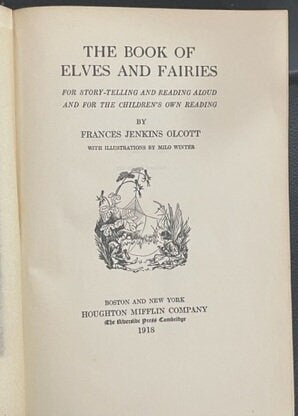 THE BOOK OF
ELVES AND FAIRIES
FOR STORY-TELLING AND READING ALOUD
AND FOR THE CHILDREN'S OWN READING
BY
FRANCES JENKINS OLCOTT
WITH ILLUSTRATIONS BY MILO WINTER
BOSTON AND NEW YORK
HOUGHTON MIFFLIN COMPANY
The Riverside Press Cambridge
1918